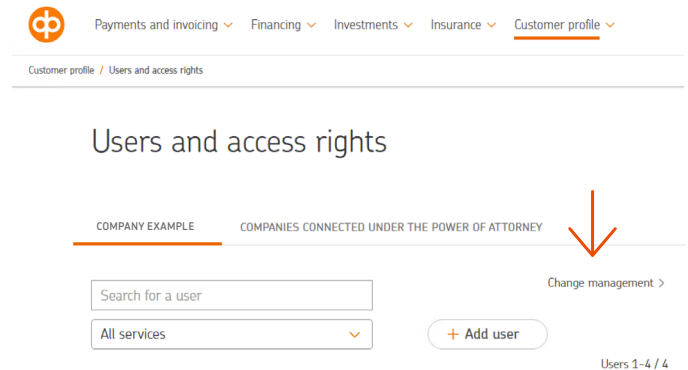 Payments and invoicing Financing Investments Insurance Customer profile
Customer profile / Users and access rights
Users and access rights
COMPANY EXAMPLE COMPANIES CONNECTED UNDER THE POWER OF ATTORNEY
Change management >
Search for a user
All services + Add user
Users 1-4 / 4